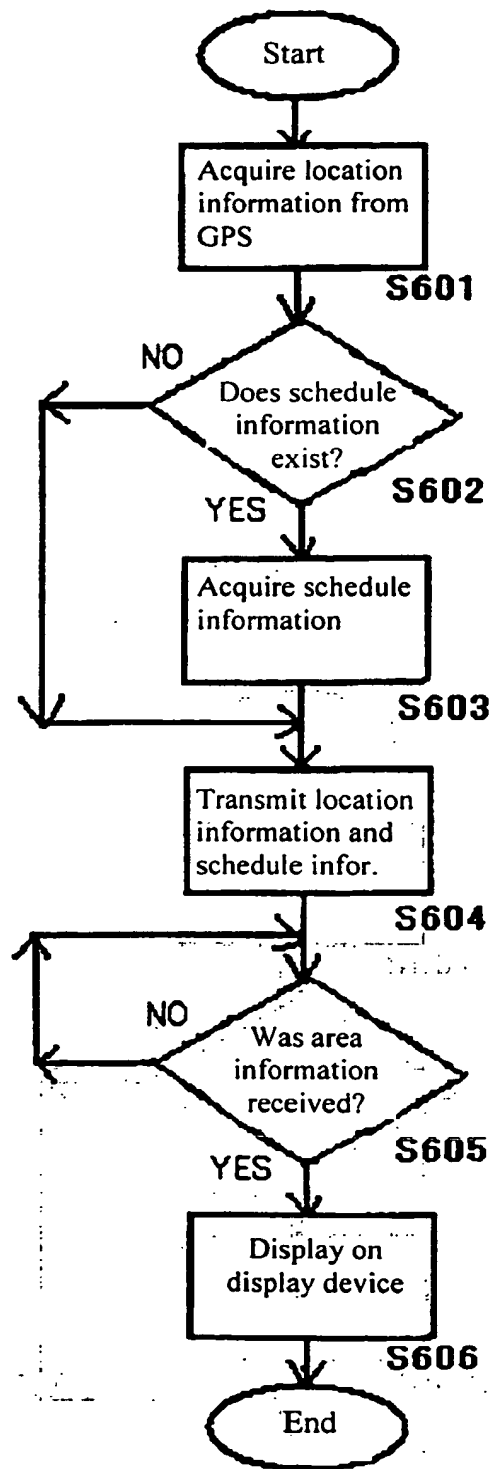 Start
Acquire location
information from
GPS
S601
NO
Does schedule
information
exist?
S602
YES
Acquire schedule
information
S603
Transmit location
information and
schedule infor.
S604
NO
Was area
information
received?
S605
YES
Display on
display device
S606
End